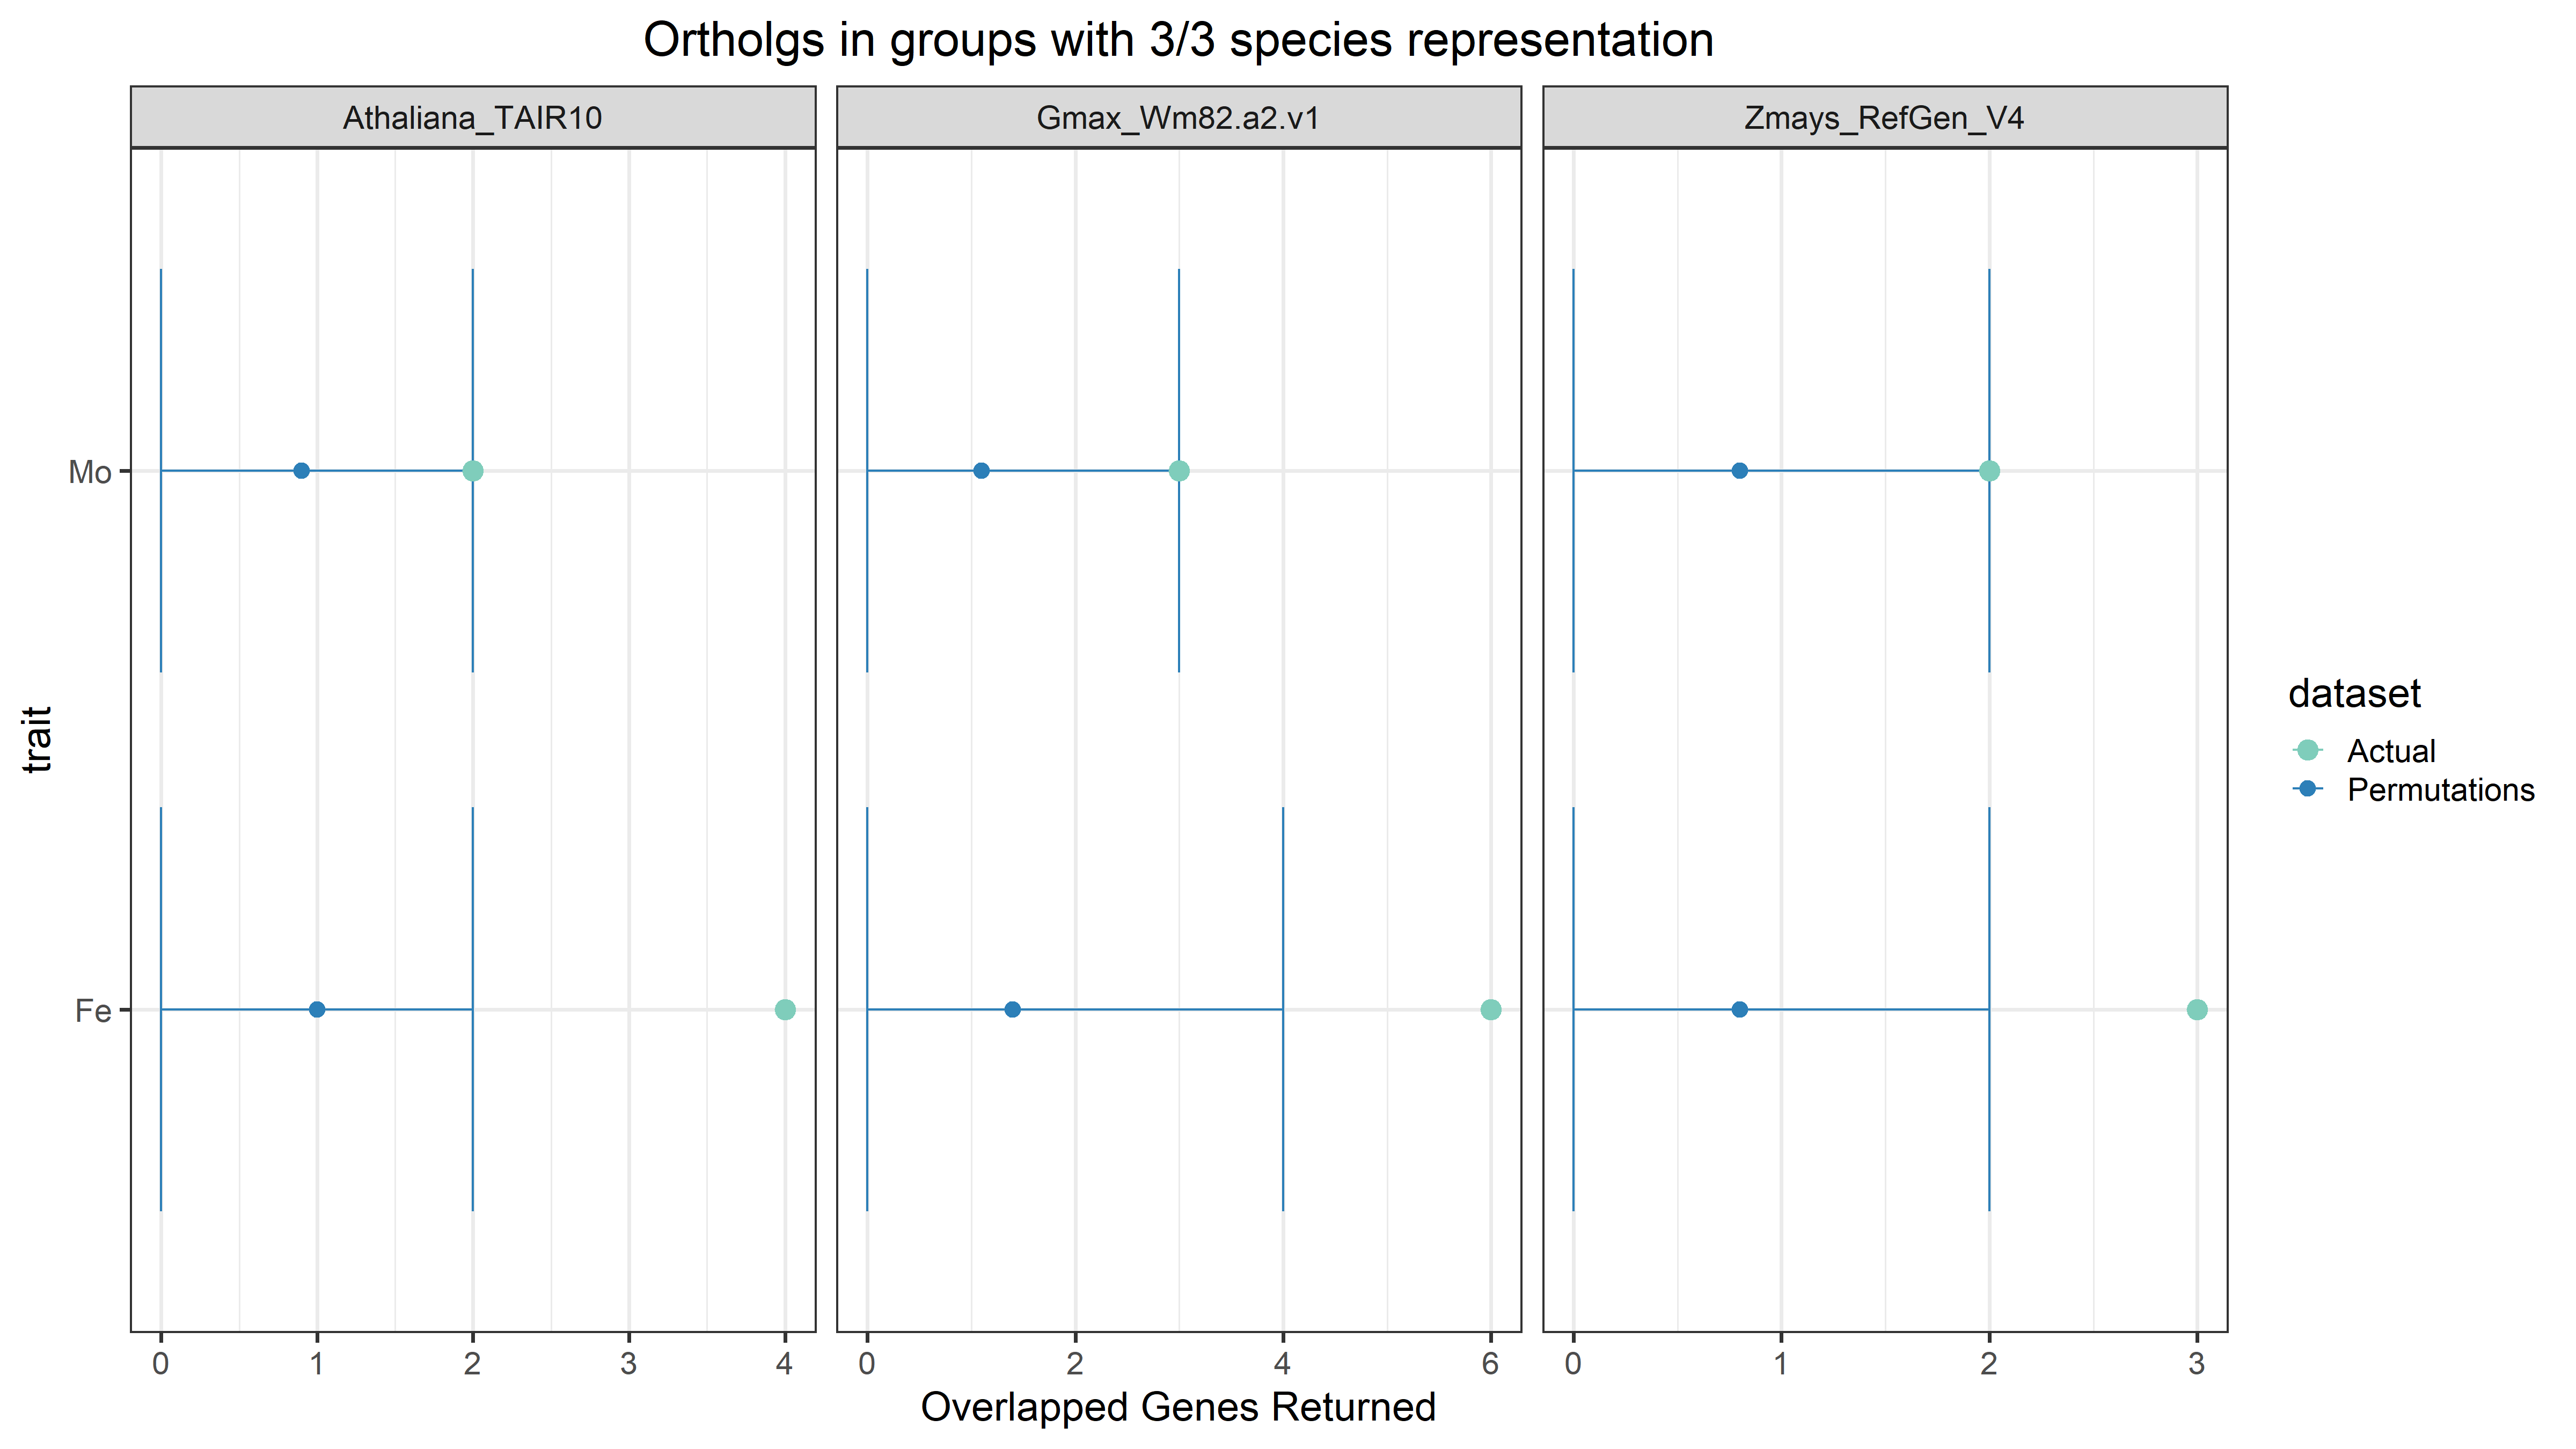 Ortholgs in groups with 3/3 species representation
Athaliana_TAIR10
Gmax_Wm82.a2.v1
Zmays_RefGen_V4
trait
Mo
Fe
0 1 2 3 4
0 2 4 6
0 1 2 3
Overlapped Genes Returned
dataset
Actual
Permutations